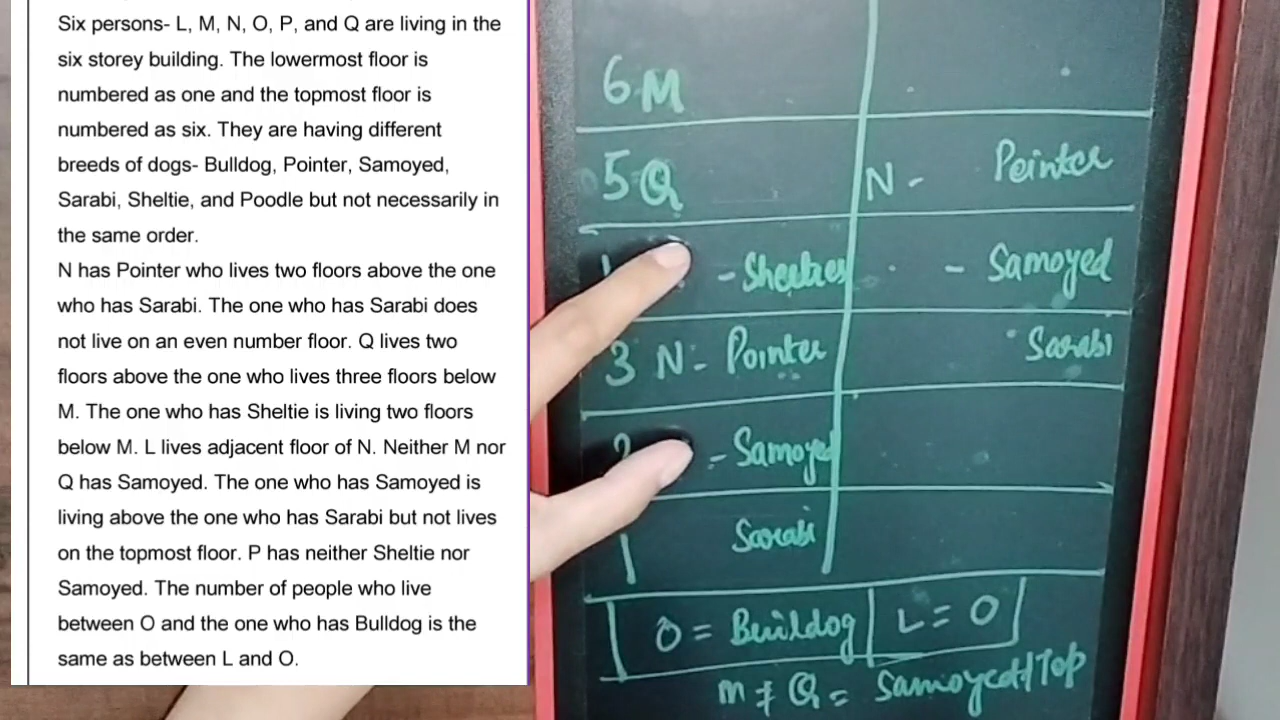 Six persons- L, M, N, O, P, and Q are living in the
six storey building. The lowermost floor is
numbered as one and the topmost floor is
numbered as six. They are having different
breeds of dogs- Bulldog, Pointer, Samoyed,
Sarabi, Sheltie, and Poodle but not necessarily in
the same order.
N has Pointer who lives two floors above the one
who has Sarabi. The one who has Sarabi does
not live on an even number floor. Q lives two
floors above the one who lives three floors below
M. The one who has Sheltie is living two floors
below M. L lives adjacent floor of N. Neither M nor
Q has Samoyed. The one who has Samoyed is
living above the one who has Sarabi but not lives
on the topmost floor. P has neither Sheltie nor
Samoyed. The number of people who live
between O and the one who has Bulldog is the
same as between L and O.
6 M
5 Q N - Pointer
- Samoyed
3 N - Pointer Sarabi
2 - Samoyed
1 Sarabi
O = Bulldog L = O
M ≠ Q = Samoyed/Top